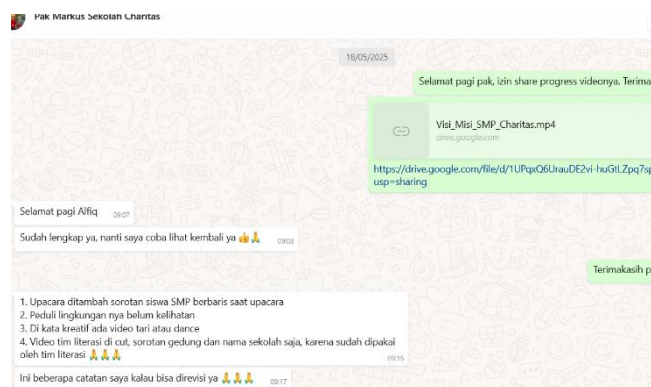 Pak Markus Sekolah Charitas
18/05/2025
Selamat pagi pak, izin share progress videonya.
Visi_Misi_SMP_Charitas.mp4
drive.google.com
https://drive.google.com/file/d/1UPqxQ6UrauDE2vi-huGtLZpq7sp
usp=sharing
Selamat pagi Alfiq 09:07
Sudah lengkap ya, nanti saya coba lihat kembali ya 👍🙏 09:08
Terimakasih
1. Upacara ditambah sorotan siswa SMP berbaris saat upacara
2. Peduli lingkungan nya belum kelihatan
3. Di kata kreatif ada video tari atau dance
4. Video tim literasi di cut, sorotan gedung dan nama sekolah saja, karena sudah dipakai
oleh tim literasi 🙏🙏🙏 09:16
Ini beberapa catatan saya kalau bisa direvisi ya 🙏🙏🙏 09:17